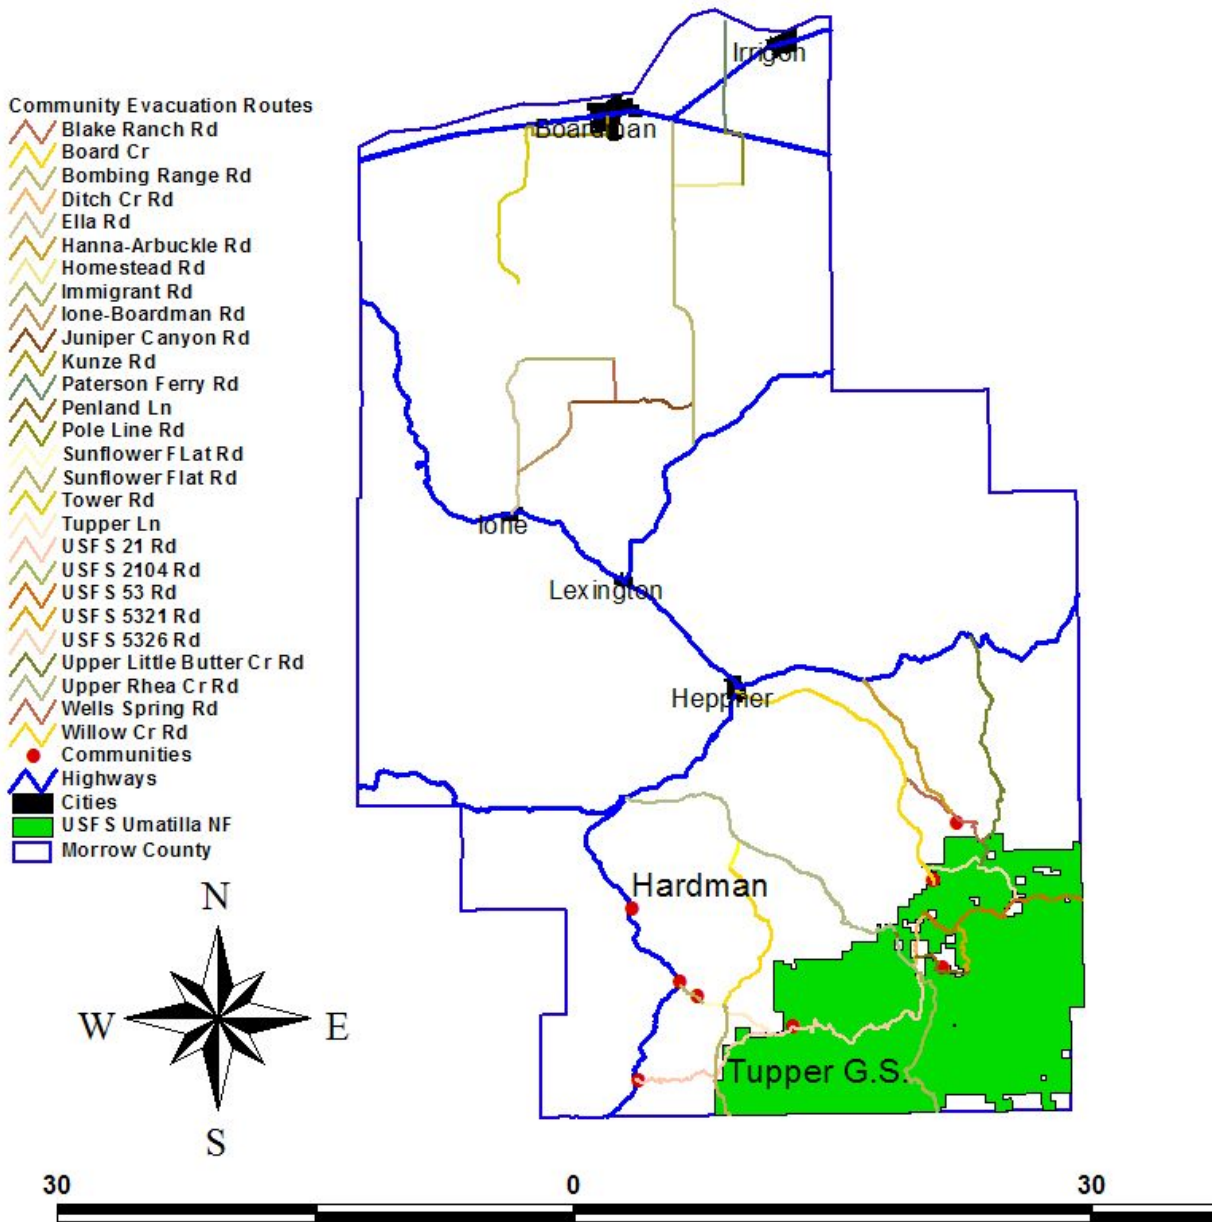 Community Evacuation Routes
Blake Ranch Rd
Board Cr
Bombing Range Rd
Ditch Cr Rd
Ella Rd
Hanna-Arbuckle Rd
Homestead Rd
Immigrant Rd
Ione-Boardman Rd
Juniper Canyon Rd
Kunze Rd
Paterson Ferry Rd
Penland Ln
Pole Line Rd
Sunflower FLat Rd
Sunflower Flat Rd
Tower Rd
Tupper Ln
USFS 21 Rd
USFS 2104 Rd
USFS 53 Rd
USFS 5321 Rd
USFS 5326 Rd
Upper Little Butter Cr Rd
Upper Rhea Cr Rd
Wells Spring Rd
Willow Cr Rd
Communities
Highways
Cities
USFS Umatilla NF
Morrow County
Irrigon
Boardman
Ione
Lexington
Heppner
Hardman
Tupper G.S.
N
W
E
S
30
0
30